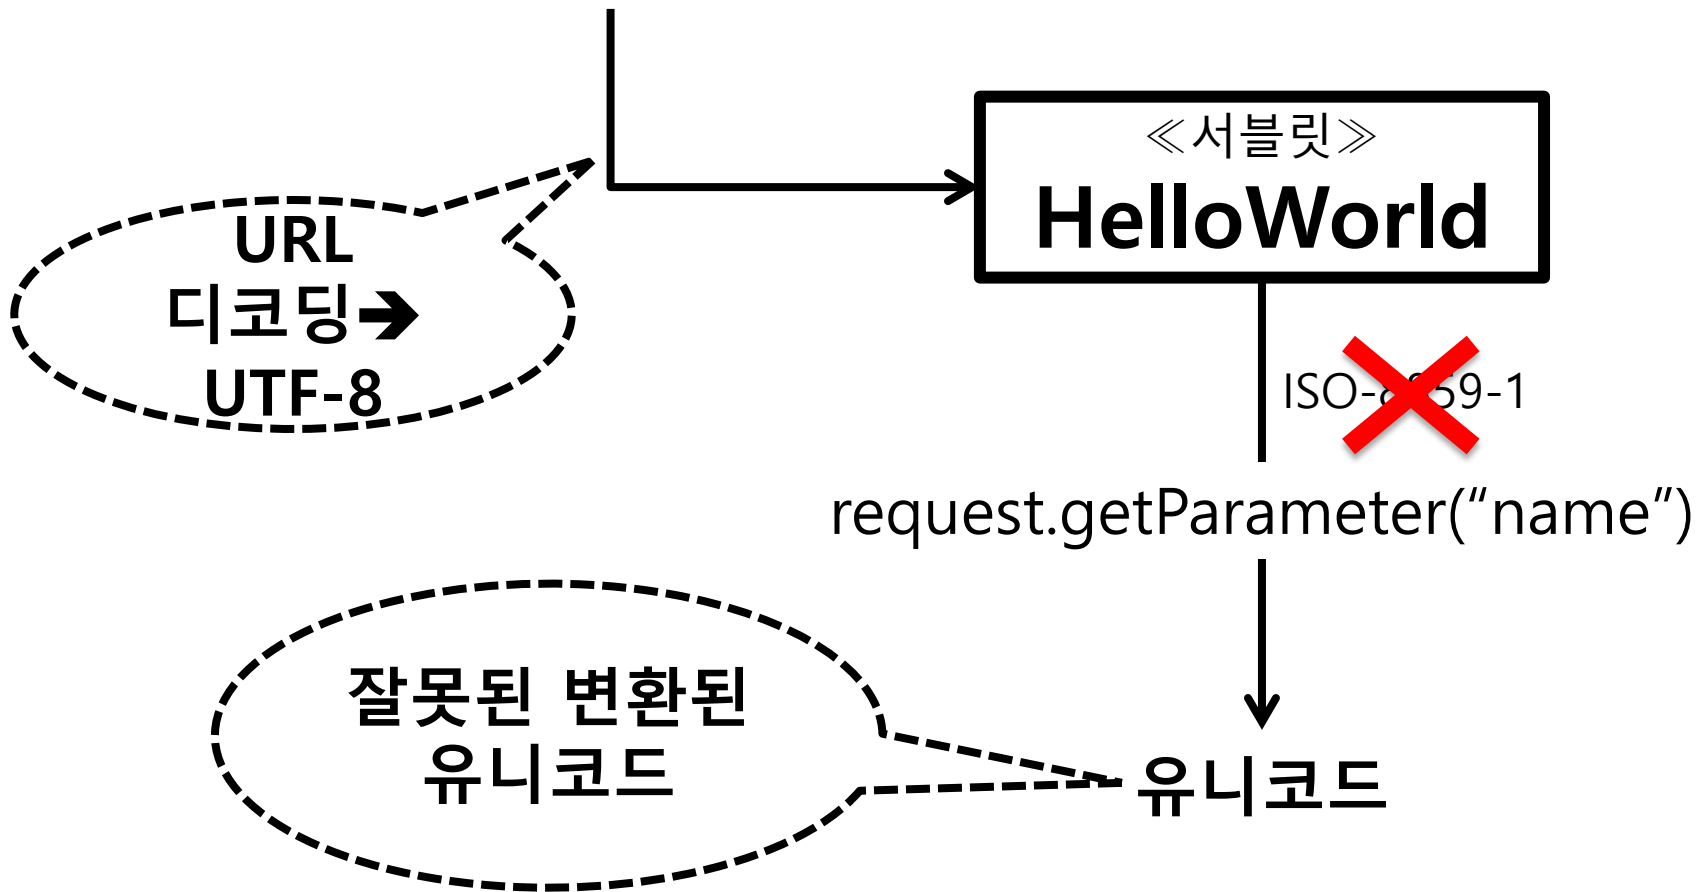 ≪서블릿≫
HelloWorld
URL
디코딩➔
UTF-8
ISO-8859-1
request.getParameter(“name”)
잘못된 변환된
유니코드
유니코드